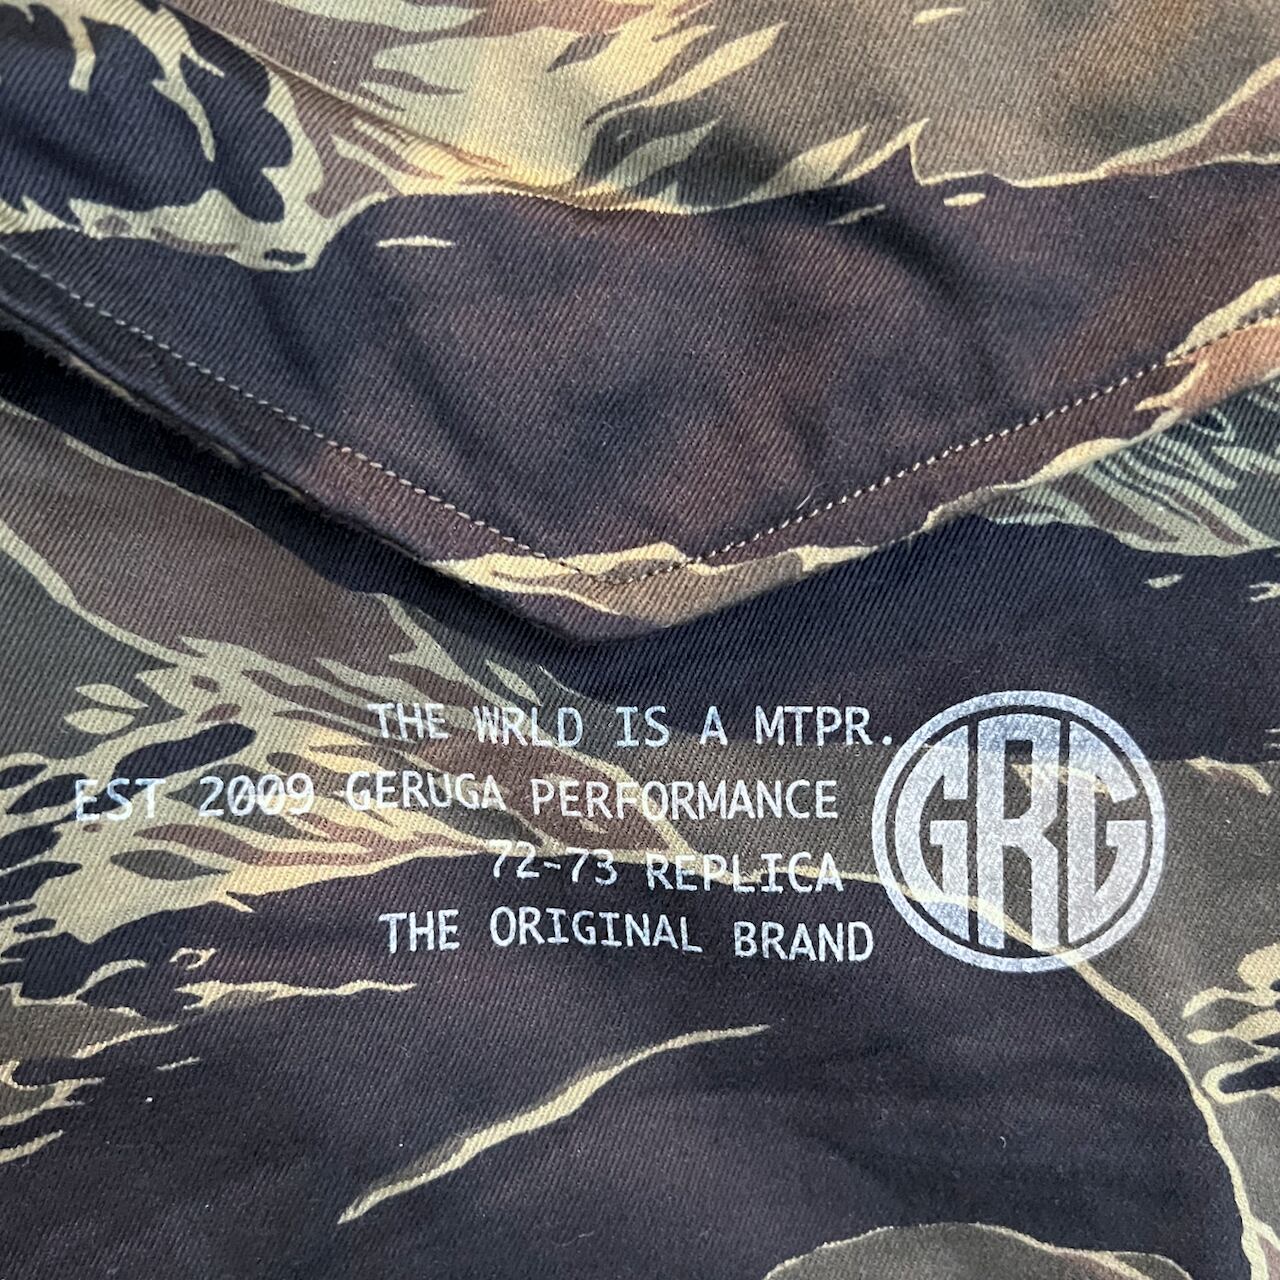 THE WRLD IS A MTPR.
EST 2009 GERUGA PERFORMANCE
72-73 REPLICA
THE ORIGINAL BRAND
GRG